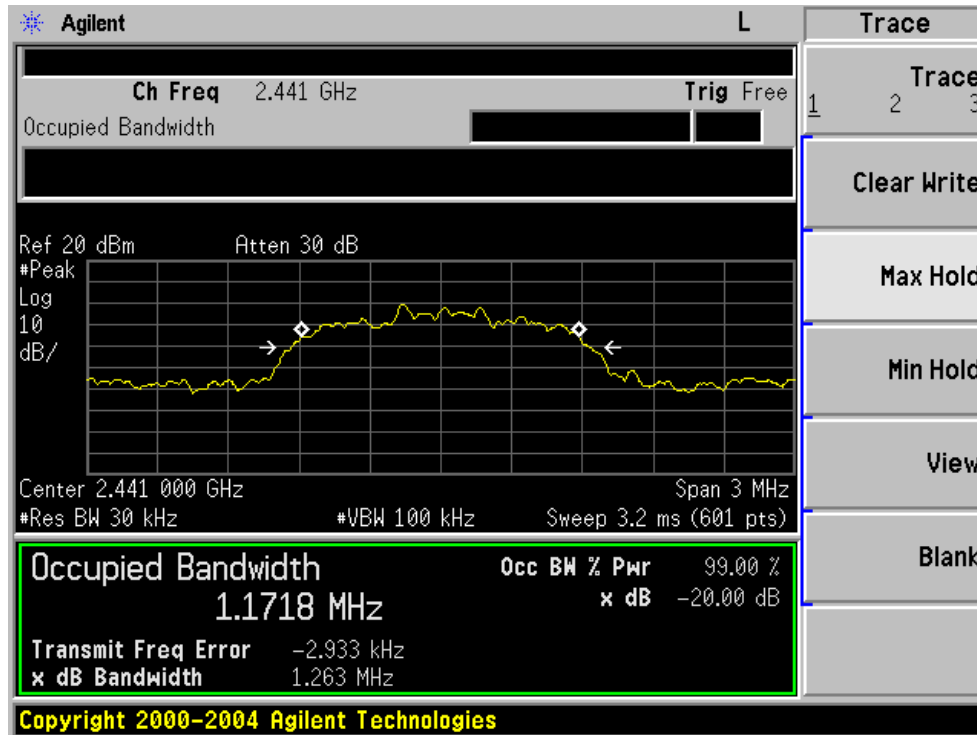 Agilent L Trace
Ch Freq 2.441 GHz Trig Free
Occupied Bandwidth
Trace
1 2 3
Clear Write
Max Hold
Min Hold
View
Blank
Ref 20 dBm Atten 30 dB
#Peak
Log
10
dB/
Center 2.441 000 GHz Span 3 MHz
#Res BW 30 kHz #VBW 100 kHz Sweep 3.2 ms (601 pts)
Occupied Bandwidth Occ BW % Pwr 99.00 %
1.1718 MHz x dB -20.00 dB
Transmit Freq Error -2.933 kHz
x dB Bandwidth 1.263 MHz
Copyright 2000-2004 Agilent Technologies